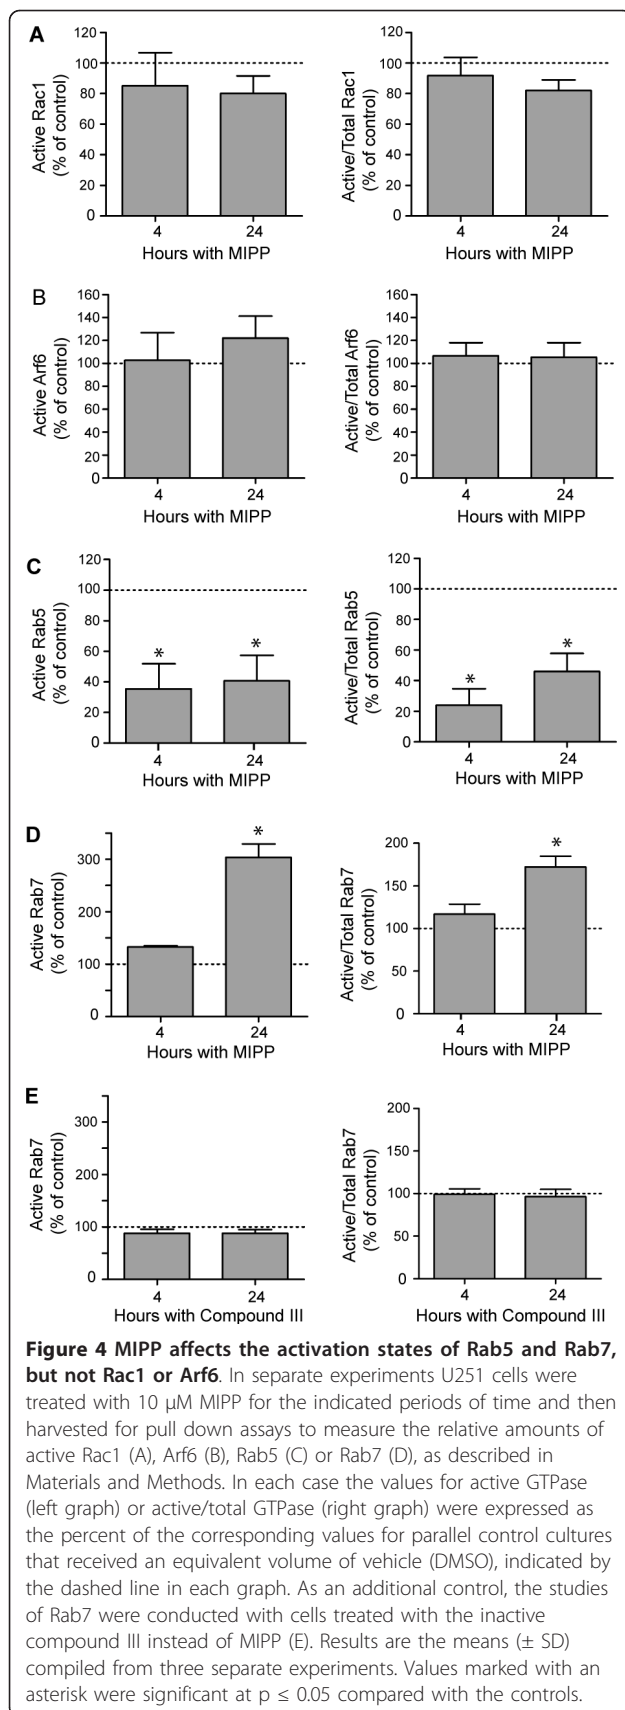 A
Active Rac1
(% of control)
120
100
80
60
40
20
0
4
24
Hours with MIPP
Active/Total Rac1
(% of control)
120
100
80
60
40
20
0
4
24
Hours with MIPP
B
Active Arf6
(% of control)
160
140
120
100
80
60
40
20
0
4
24
Hours with MIPP
Active/Total Arf6
(% of control)
160
140
120
100
80
60
40
20
0
4
24
Hours with MIPP
C
Active Rab5
(% of control)
120
100
80
60
40
20
0
*
*
4
24
Hours with MIPP
Active/Total Rab5
(% of control)
120
100
80
60
40
20
0
*
*
4
24
Hours with MIPP
D
Active Rab7
(% of control)
300
200
100
0
*
4
24
Hours with MIPP
Active/Total Rab7
(% of control)
200
150
100
50
0
*
4
24
Hours with MIPP
E
Active Rab7
(% of control)
300
200
100
0
4
24
Hours with Compound III
Active/Total Rab7
(% of control)
200
150
100
50
0
4
24
Hours with Compound III
Figure 4 MIPP affects the activation states of Rab5 and Rab7,
but not Rac1 or Arf6. In separate experiments U251 cells were
treated with 10 μM MIPP for the indicated periods of time and then
harvested for pull down assays to measure the relative amounts of
active Rac1 (A), Arf6 (B), Rab5 (C) or Rab7 (D), as described in
Materials and Methods. In each case the values for active GTPase
(left graph) or active/total GTPase (right graph) were expressed as
the percent of the corresponding values for parallel control cultures
that received an equivalent volume of vehicle (DMSO), indicated by
the dashed line in each graph. As an additional control, the studies
of Rab7 were conducted with cells treated with the inactive
compound III instead of MIPP (E). Results are the means (± SD)
compiled from three separate experiments. Values marked with an
asterisk were significant at p ≤ 0.05 compared with the controls.